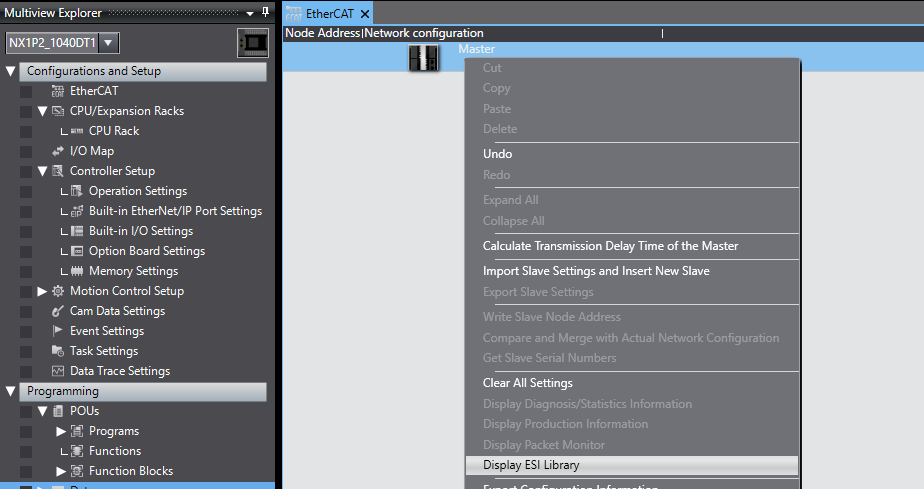 Multiview Explorer
NX1P2_1040DT1
Configurations and Setup
EtherCAT
CPU/Expansion Racks
CPU Rack
I/O Map
Controller Setup
Operation Settings
Built-in EtherNet/IP Port Settings
Built-in I/O Settings
Option Board Settings
Memory Settings
Motion Control Setup
Cam Data Settings
Event Settings
Task Settings
Data Trace Settings
Programming
POUs
Programs
Functions
Function Blocks
EtherCAT
Node Address|Network configuration
Master
Cut
Copy
Paste
Delete
Undo
Redo
Expand All
Collapse All
Calculate Transmission Delay Time of the Master
Import Slave Settings and Insert New Slave
Export Slave Settings
Write Slave Node Address
Compare and Merge with Actual Network Configuration
Get Slave Serial Numbers
Clear All Settings
Display Diagnosis/Statistics Information
Display Production Information
Display Packet Monitor
Display ESI Library
Export Configuration Information